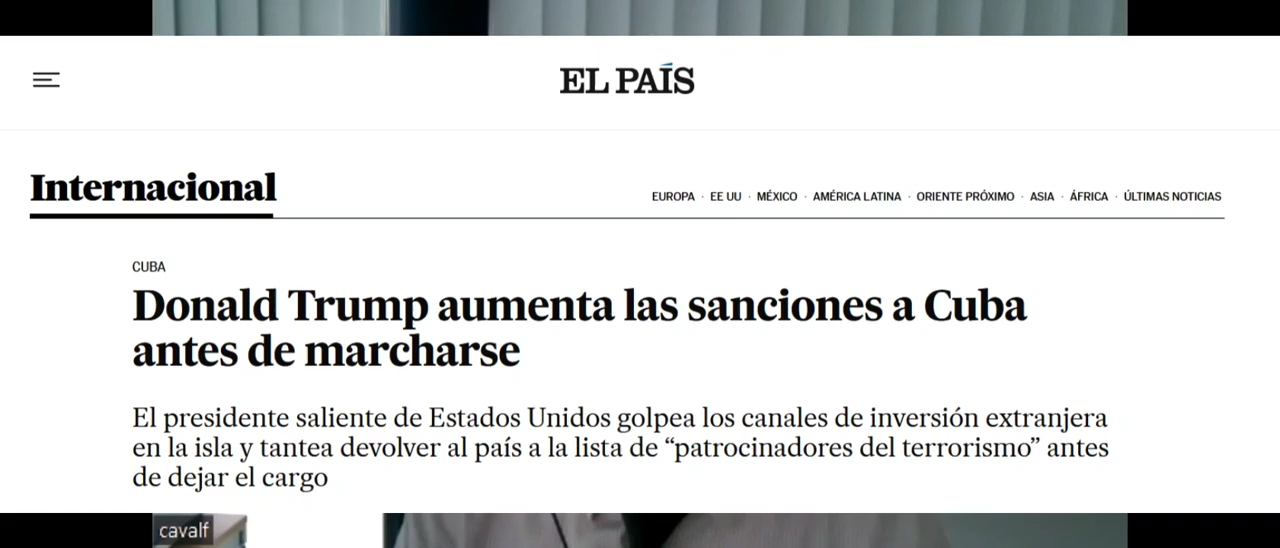 EL PAÍS
Internacional
EUROPA · EE UU · MÉXICO · AMÉRICA LATINA · ORIENTE PRÓXIMO · ASIA · ÁFRICA · ÚLTIMAS NOTICIAS
CUBA
Donald Trump aumenta las sanciones a Cuba
antes de marcharse
El presidente saliente de Estados Unidos golpea los canales de inversión extranjera
en la isla y tantea devolver al país a la lista de “patrocinadores del terrorismo” antes
de dejar el cargo
cavalf